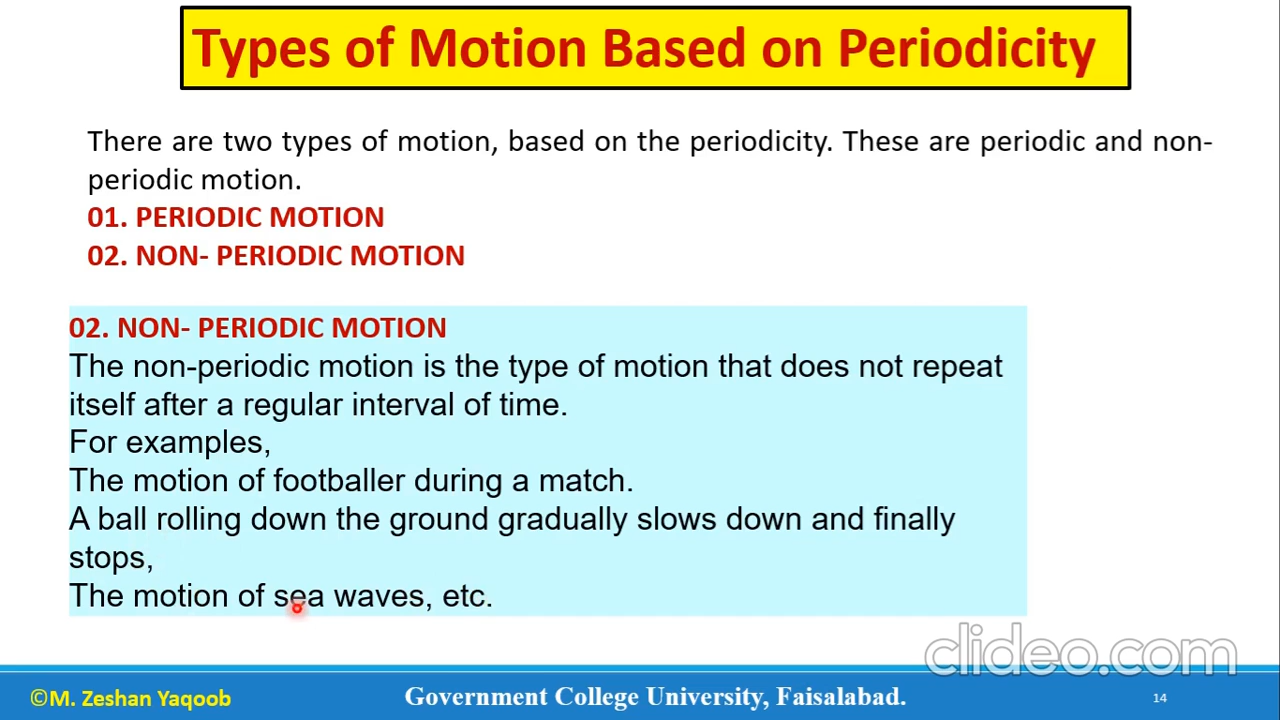 Types of Motion Based on Periodicity
There are two types of motion, based on the periodicity. These are periodic and non-
periodic motion.
01. PERIODIC MOTION
02. NON- PERIODIC MOTION
02. NON- PERIODIC MOTION
The non-periodic motion is the type of motion that does not repeat
itself after a regular interval of time.
For examples,
The motion of footballer during a match.
A ball rolling down the ground gradually slows down and finally
stops,
The motion of sea waves, etc.
clideo.com
©M. Zeshan Yaqoob
Government College University, Faisalabad.
14